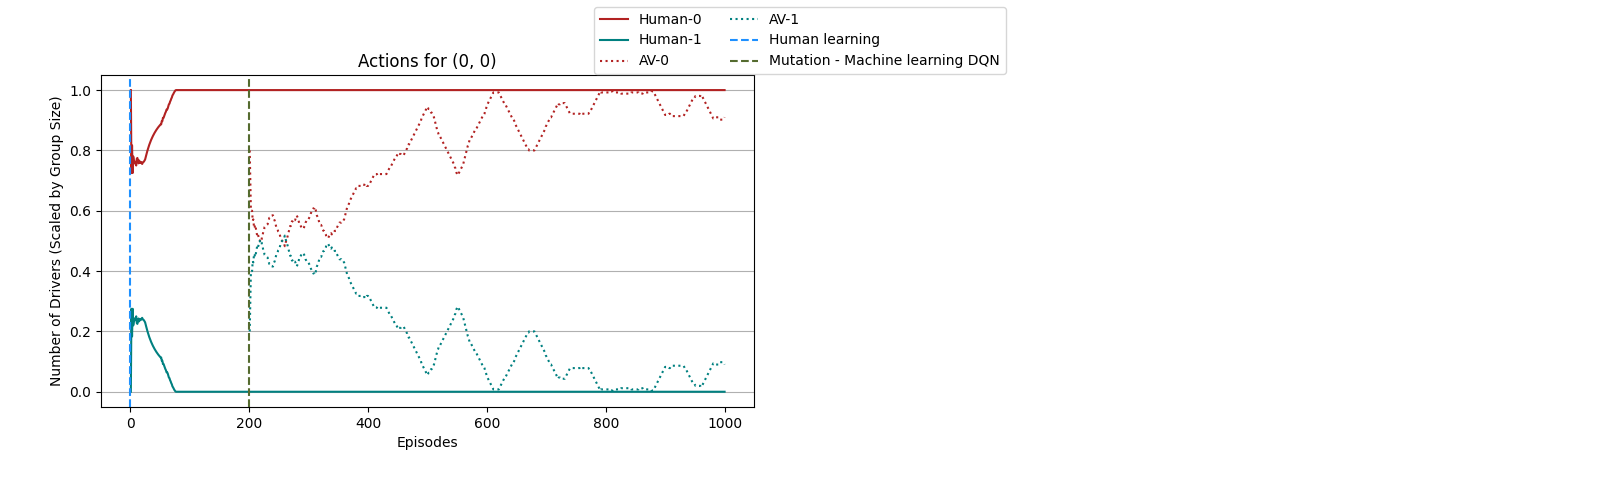 Human-0
Human-1
AV-0
AV-1
Human learning
Mutation - Machine learning DQN
Actions for (0, 0)
Number of Drivers (Scaled by Group Size)
1.0
0.8
0.6
0.4
0.2
0.0
0 200 400 600 800 1000
Episodes